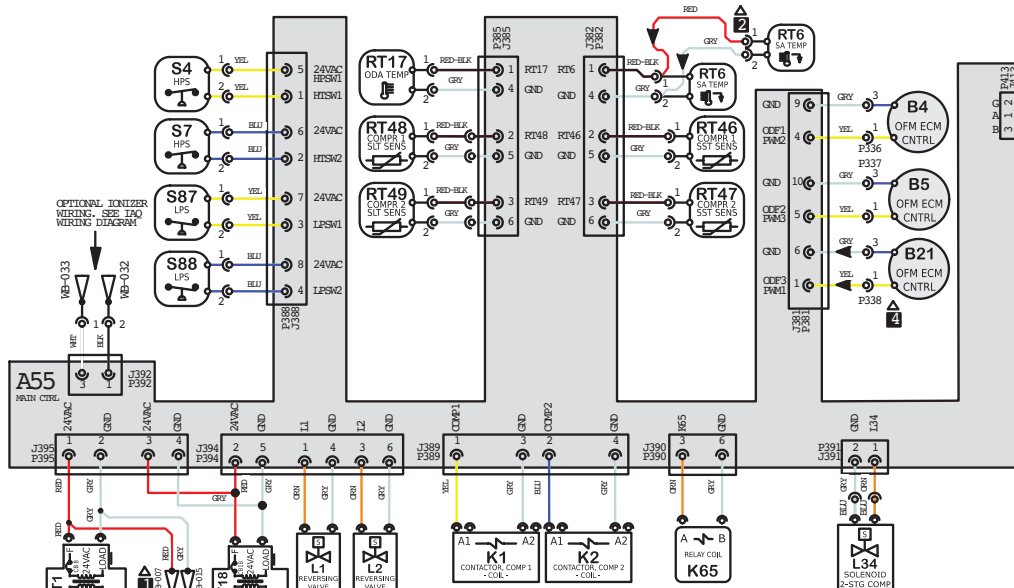 S4
HPS
1
YEL
5
24VAC
HPSW1
2
YEL
1
HTSW1
S7
HPS
1
BLU
6
24VAC
2
BLU
2
HTSW2
S87
LPS
1
YEL
7
24VAC
2
YEL
3
LPSW1
S88
LPS
1
BLU
8
24VAC
2
BLU
4
LPSW2
P388
J388
OPTIONAL IONIZER
WIRING. SEE IAQ
WIRING DIAGRAM
WB-033
WB-032
1
2
WHT
BLK
3
1
J392
P392
A55
MAIN CTRL
RT17
ODA TEMP
1
RED-BLK
1
RT17
2
GRY
4
GND
P385
J385
RT48
COMPR 1
SLT SENS
1
RED-BLK
2
RT48
2
GRY
5
GND
RT49
COMPR 2
SLT SENS
1
RED-BLK
3
RT49
2
GRY
6
GND
J382
P382
RT6
1
RED-BLK
1
GND
4
GRY
2
RT6
SA TEMP
RED
GRY
2
1
2
RT6
SA TEMP
RT46
2
RED-BLK
1
GND
5
GRY
2
RT46
COMPR 1
SST SENS
RT47
3
RED-BLK
1
GND
6
GRY
2
RT47
COMPR 2
SST SENS
GND
9
GRY
3
ODF1
PWM2
4
YEL
1
P336
B4
OFM ECM
CNTRL
P337
GND
10
GRY
3
ODF2
PWM3
5
YEL
1
B5
OFM ECM
CNTRL
GND
6
GRY
3
ODF3
PWM1
1
YEL
1
P338
B21
OFM ECM
CNTRL
4
J381
P381
P413
G
A
B
3 1 2
24VAC
GND
24VAC
GND
1
2
3
4
J395
P395
24VAC
GND
L1
GND
L2
GND
J394
P394
2
5
1
4
3
6
COMP1
GND
COMP2
GND
J389
P389
1
3
2
4
K65
GND
J390
P390
3
6
GND
L34
P391
J391
2
1
RED
GRY
GRY
RED
GRY
ORN
GRY
ORN
GRY
YEL
GRY
BLU
GRY
ORN
GRY
GRY
ORN
BLU
BLU
RED
GRY
RED
GRY
T1
F
24VAC
LOAD
1
F
24VAC
LOAD
S
L1
REVERSING
VALVE
S
L2
REVERSING
VALVE
A1
A2
K1
CONTACTOR, COMP 1
- COIL -
A1
A2
K2
CONTACTOR, COMP 2
- COIL -
A
B
RELAY COIL
K65
S
L34
SOLENOID
2-STG COMP